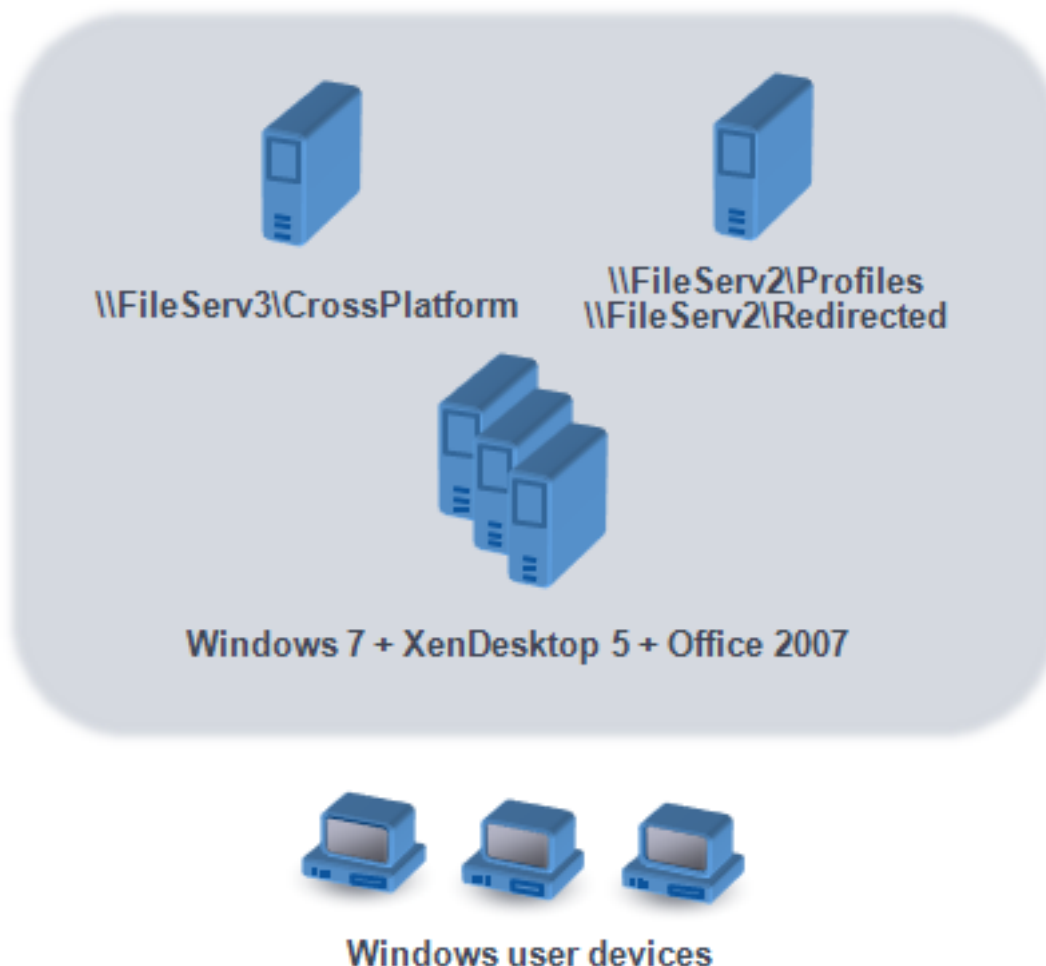 \\FileServ3\CrossPlatform
\\FileServ2\Profiles
\\FileServ2\Redirected
Windows 7 + XenDesktop 5 + Office 2007
Windows user devices